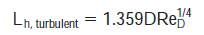 L_h, turbulent = 1.359DRe_D^1/4